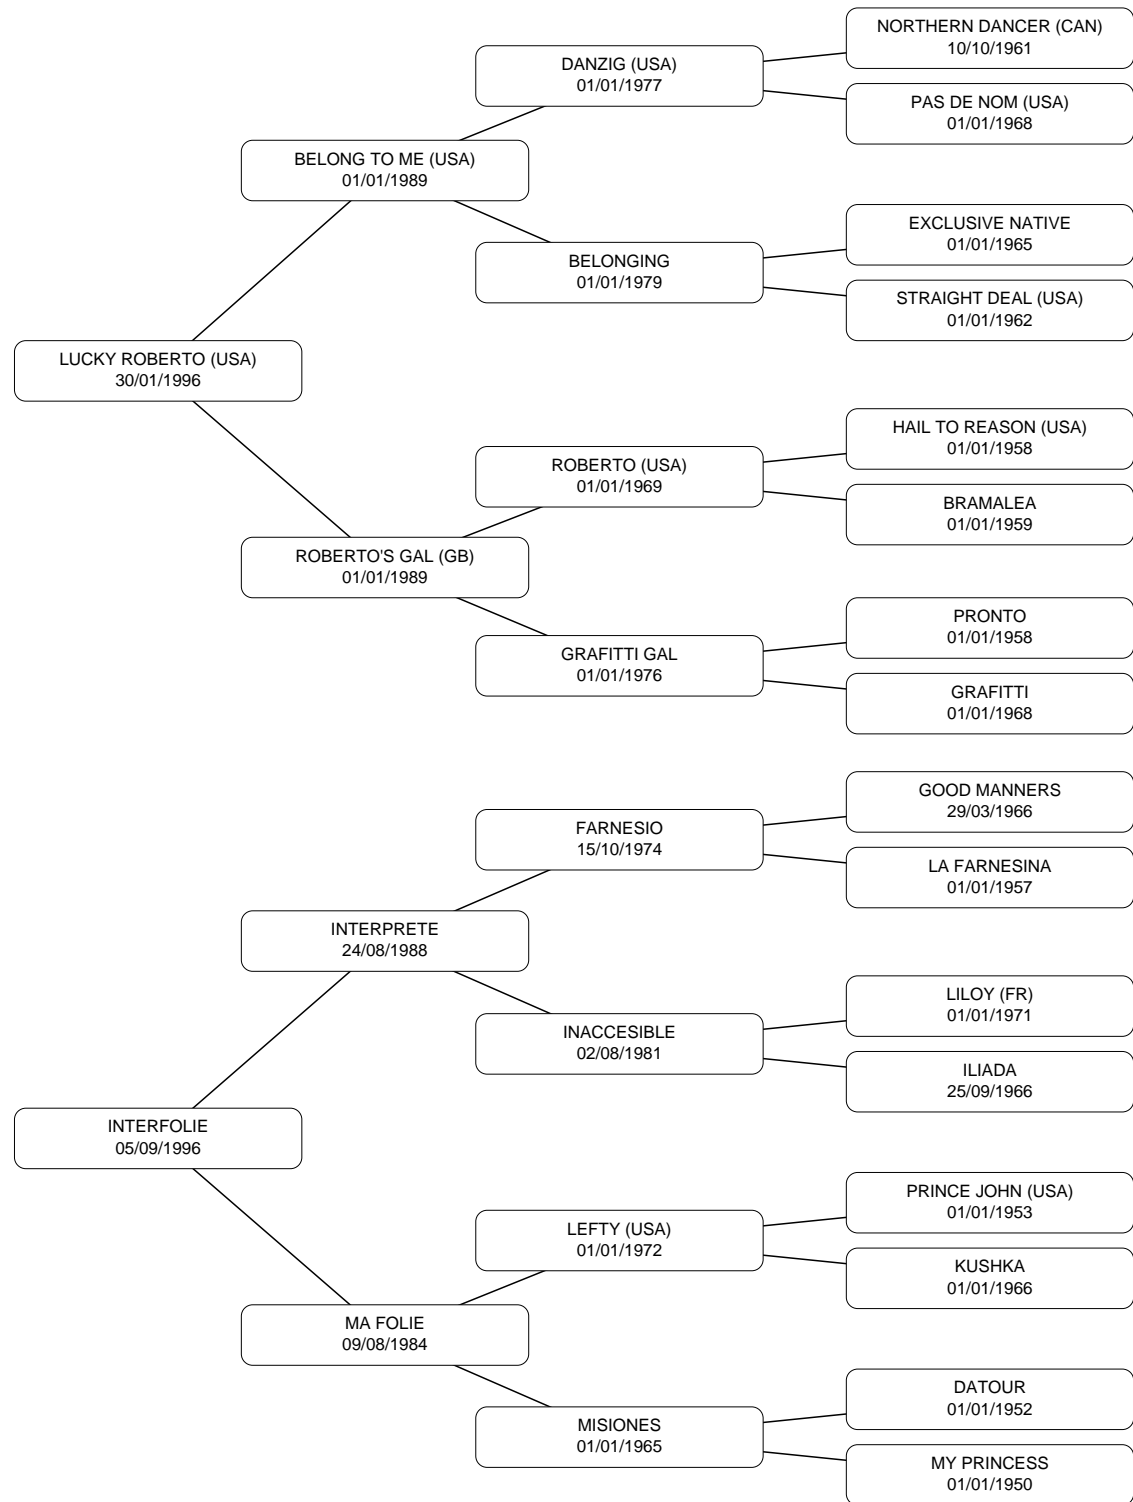 NORTHERN DANCER (CAN)
10/10/1961
DANZIG (USA)
01/01/1977
PAS DE NOM (USA)
01/01/1968
BELONG TO ME (USA)
01/01/1989
EXCLUSIVE NATIVE
01/01/1965
BELONGING
01/01/1979
STRAIGHT DEAL (USA)
01/01/1962
LUCKY ROBERTO (USA)
30/01/1996
HAIL TO REASON (USA)
01/01/1958
ROBERTO (USA)
01/01/1969
BRAMALEA
01/01/1959
ROBERTO'S GAL (GB)
01/01/1989
PRONTO
01/01/1958
GRAFITTI GAL
01/01/1976
GRAFITTI
01/01/1968
GOOD MANNERS
29/03/1966
FARNESIO
15/10/1974
LA FARNESINA
01/01/1957
INTERPRETE
24/08/1988
LILOY (FR)
01/01/1971
INACCESIBLE
02/08/1981
ILIADA
25/09/1966
INTERFOLIE
05/09/1996
PRINCE JOHN (USA)
01/01/1953
LEFTY (USA)
01/01/1972
KUSHKA
01/01/1966
MA FOLIE
09/08/1984
DATOUR
01/01/1952
MISIONES
01/01/1965
MY PRINCESS
01/01/1950